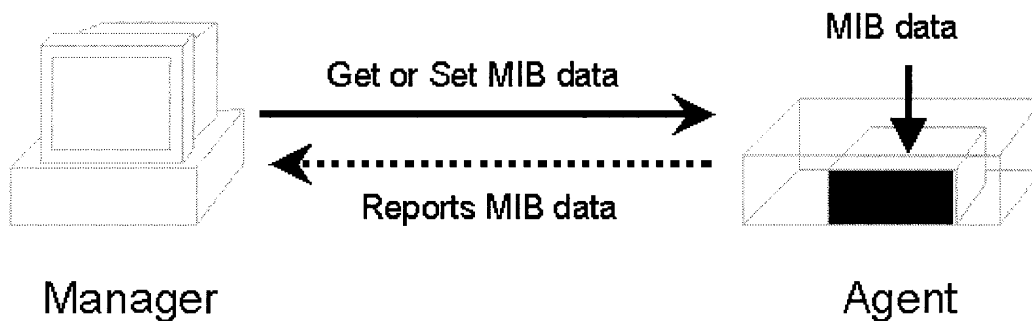 MIB data
Get or Set MIB data
Reports MIB data
Manager
Agent